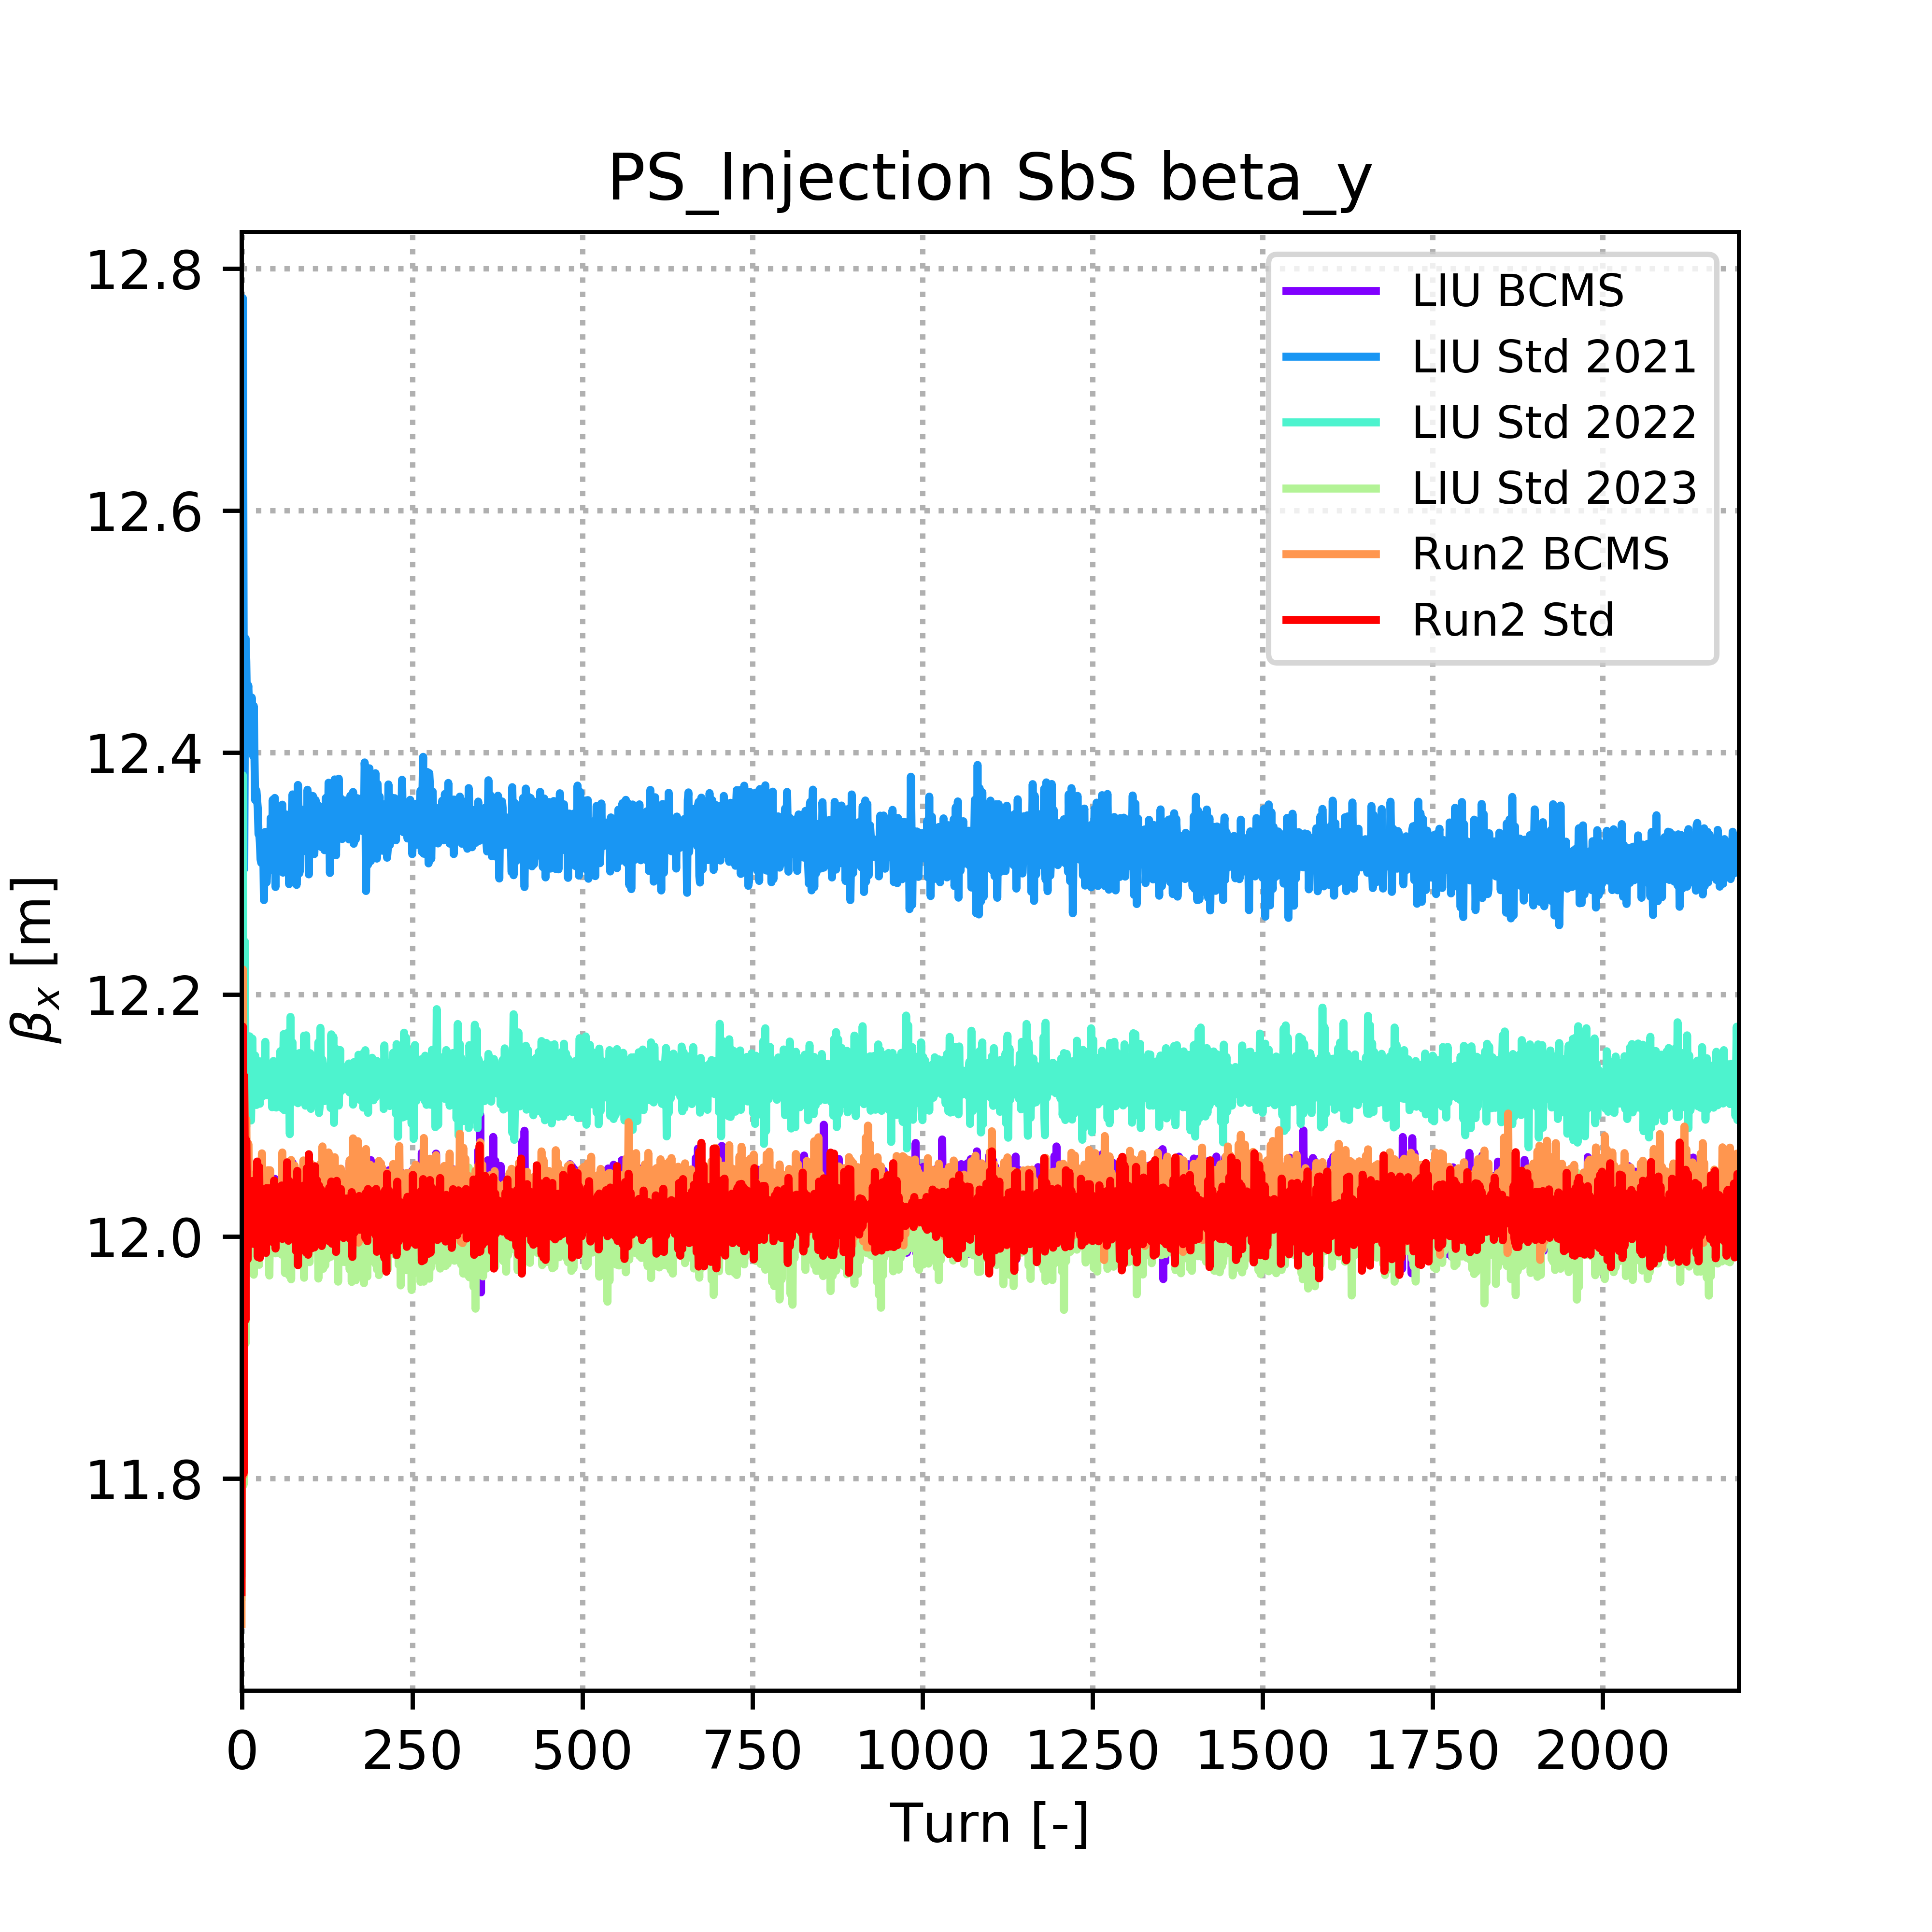 PS_Injection SbS beta_y
12.8
12.6
12.4
12.2
12.0
11.8
βx [m]
LIU BCMS
LIU Std 2021
LIU Std 2022
LIU Std 2023
Run2 BCMS
Run2 Std
0 250 500 750 1000 1250 1500 1750 2000
Turn [-]